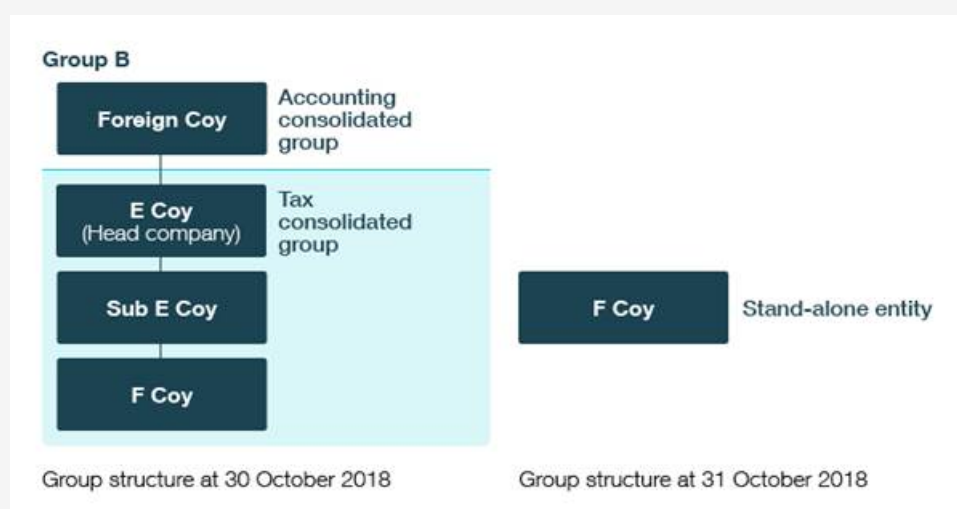 Group B
Foreign Coy
Accounting
consolidated
group
E Coy
(Head company)
Tax
consolidated
group
Sub E Coy
F Coy
Group structure at 30 October 2018
F Coy
Stand-alone entity
Group structure at 31 October 2018